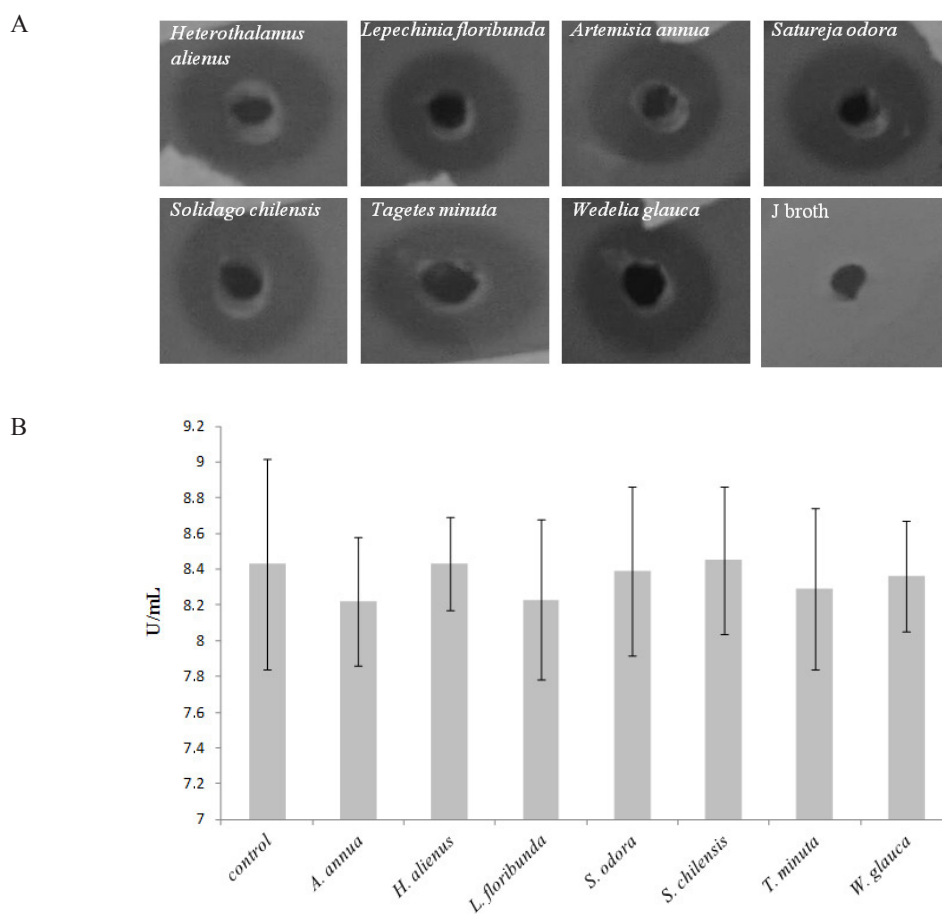 A
Heterothalamus
alienus
Lepechinia floribunda
Artemisia annua
Satureja odora
Solidago chilensis
Tagetes minuta
Wedelia glauca
J broth
B
U/mL
9.2
9
8.8
8.6
8.4
8.2
8
7.8
7.6
7.4
7.2
7
control
A. annua
H. alienus
L. floribunda
S. odora
S. chilensis
T. minuta
W. glauca